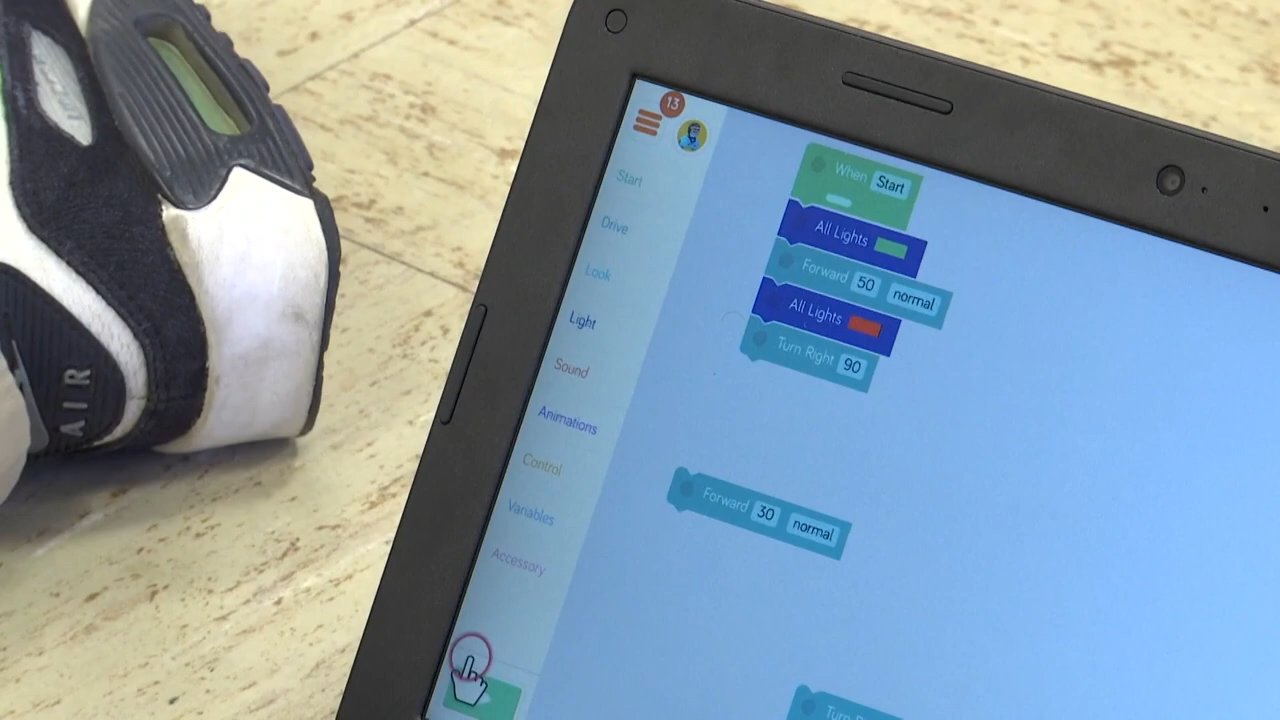 AIR
13
Start
Drive
Look
Light
Sound
Animations
Control
Variables
Accessory
When Start
All Lights
Forward 50 normal
All Lights
Turn Right 90
Forward 30 normal
Turn